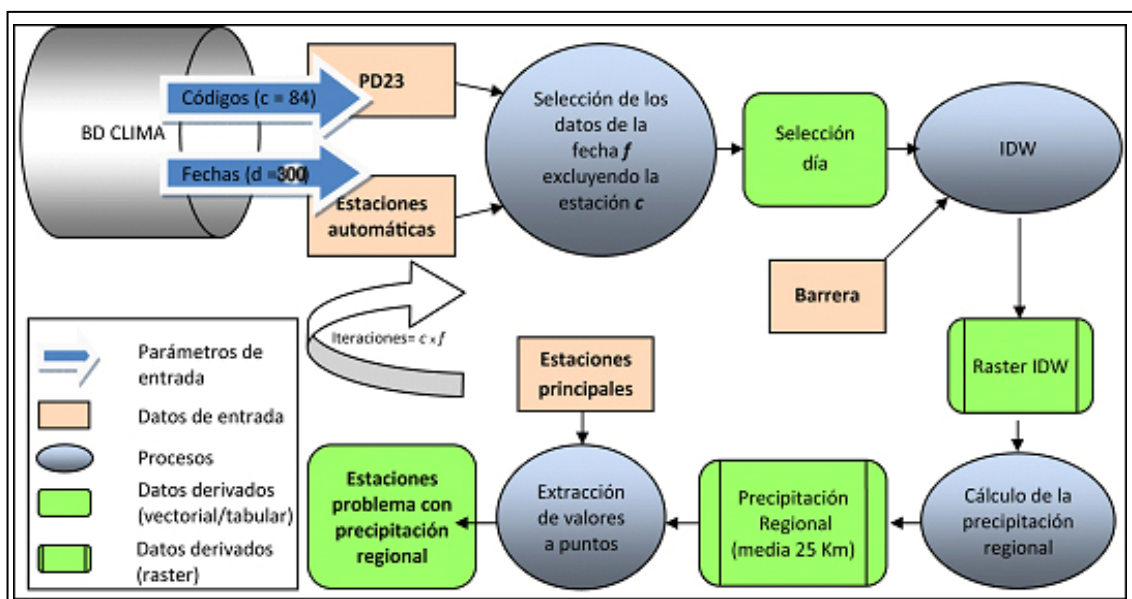 BD CLIMA
Códigos (c = 84)
Fechas (d =300)
PD23
Estaciones
automáticas
Selección de los
datos de la
fecha f
excluyendo la
estación c
Selección
día
IDW
Barrera
Iteraciones= c x f
Raster IDW
Estaciones
principales
Cálculo de la
precipitación
regional
Precipitación
Regional
(media 25 Km)
Extracción
de valores
a puntos
Estaciones
problema con
precipitación
regional
Parámetros de
entrada
Datos de entrada
Procesos
Datos derivados
(vectorial/tabular)
Datos derivados
(raster)